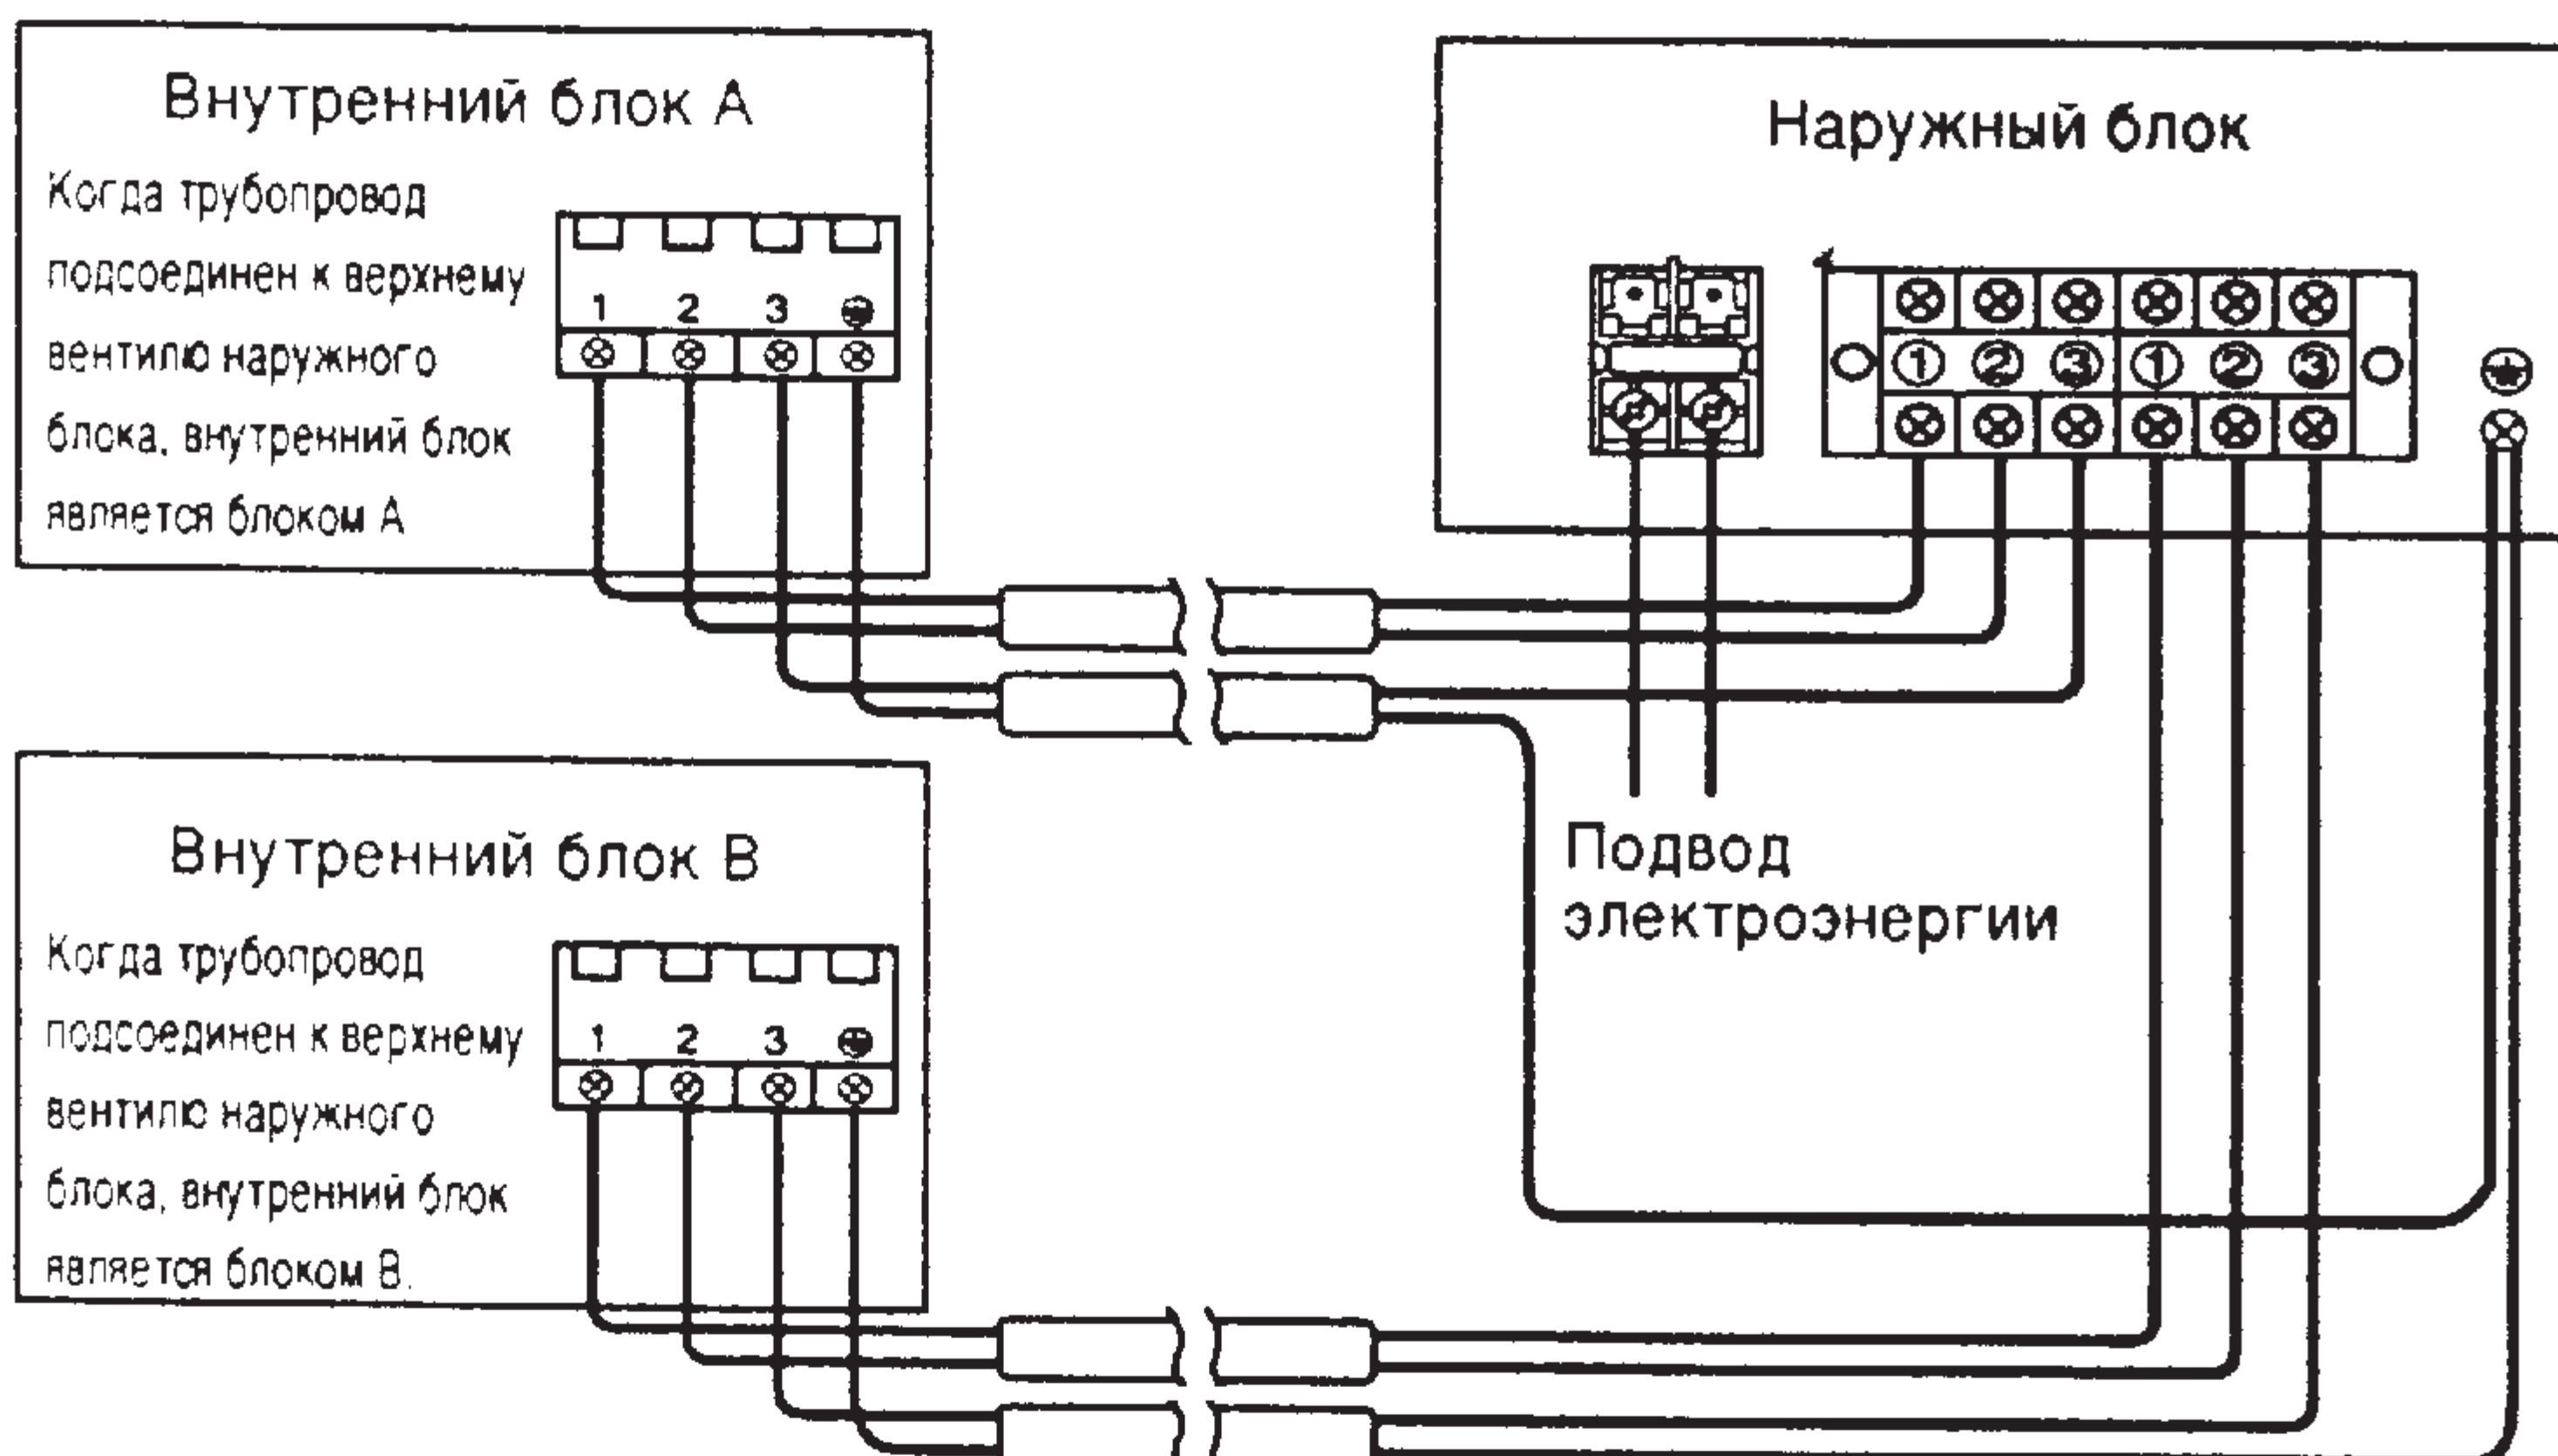 Внутренний блок А
Когда трубопровод
подсоединен к верхнему
вентилю наружного
блока, внутренний блок
является блоком А
1 2 3
Наружный блок
1 2 3 1 2 3
Подвод
электроэнергии
Внутренний блок В
Когда трубопровод
подсоединен к верхнему
вентилю наружного
блока, внутренний блок
является блоком В.
1 2 3